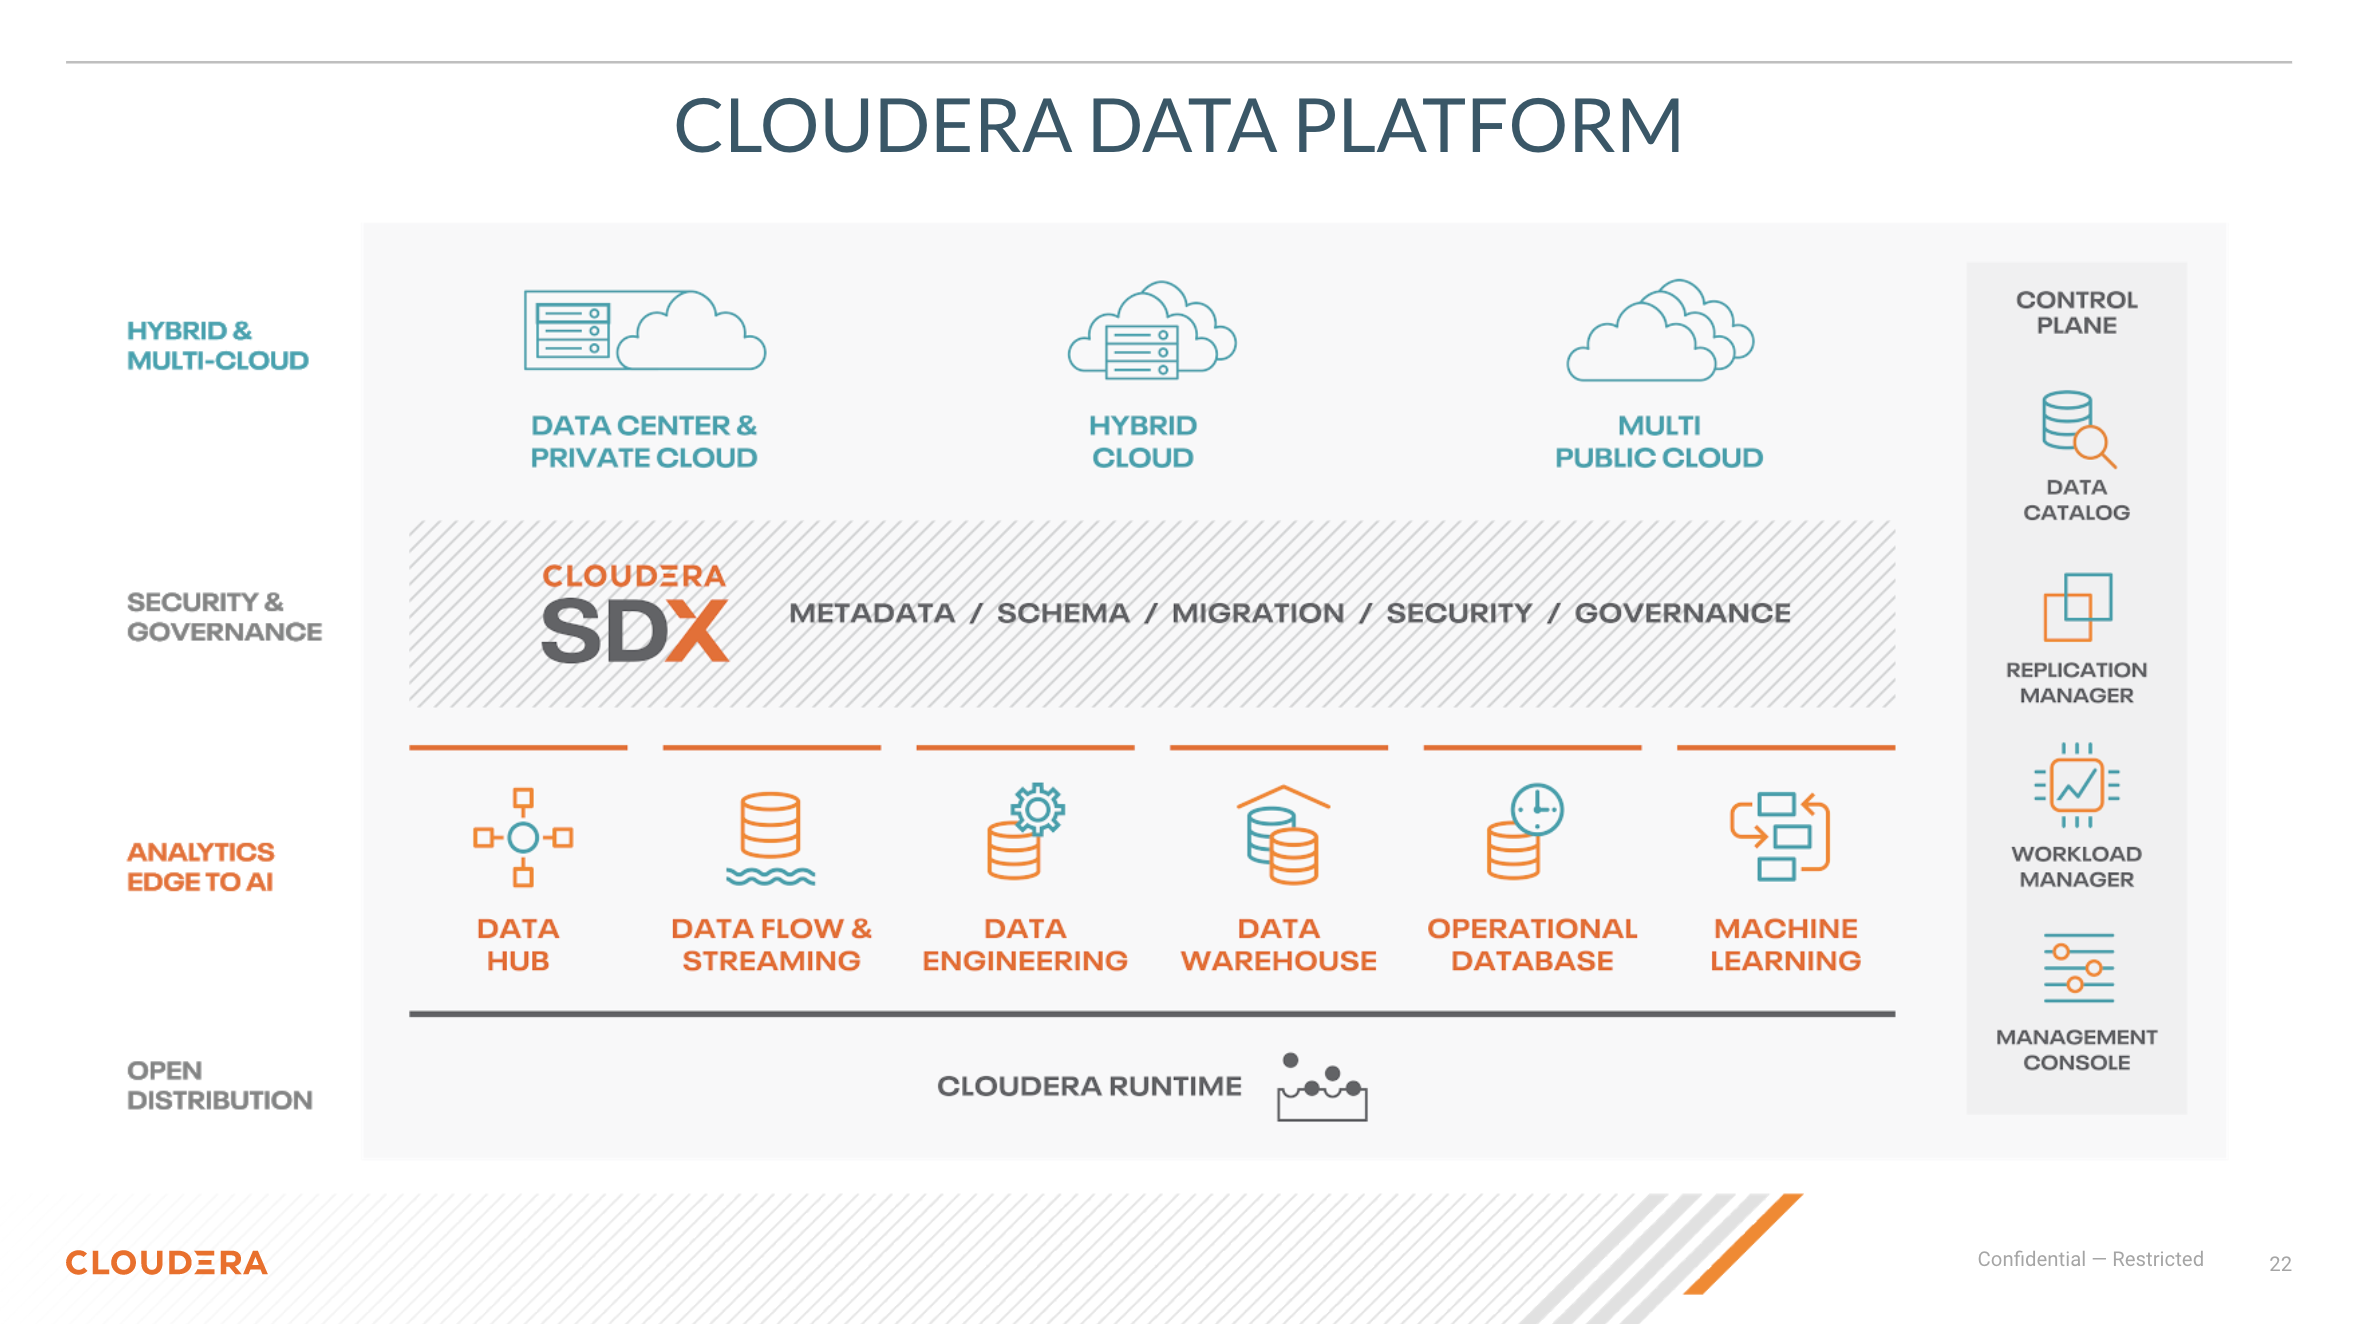 CLOUDERA DATA PLATFORM
HYBRID &
MULTI-CLOUD
DATA CENTER &
PRIVATE CLOUD
HYBRID
CLOUD
MULTI
PUBLIC CLOUD
SECURITY &
GOVERNANCE
CLOUDERA
SDX
METADATA / SCHEMA / MIGRATION / SECURITY / GOVERNANCE
ANALYTICS
EDGE TO AI
DATA
HUB
DATA FLOW &
STREAMING
DATA
ENGINEERING
DATA
WAREHOUSE
OPERATIONAL
DATABASE
MACHINE
LEARNING
OPEN
DISTRIBUTION
CLOUDERA RUNTIME
CONTROL
PLANE
DATA
CATALOG
REPLICATION
MANAGER
WORKLOAD
MANAGER
MANAGEMENT
CONSOLE
CLOUDERA
Confidential — Restricted
22